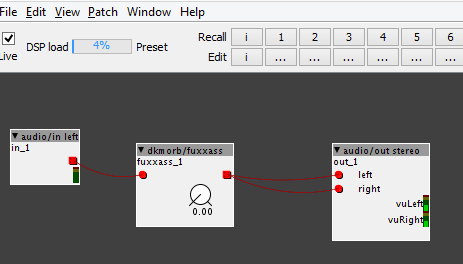 File Edit View Patch Window Help
Live
DSP load 4% Preset
Recall i 1 2 3 4 5 6
Edit i ... ... ... ... ... ...
audio/in left
in_1
dkmorb/fuxxass
fuxxass_1
0.00
audio/out stereo
out_1
left
right
vuLeft
vuRight